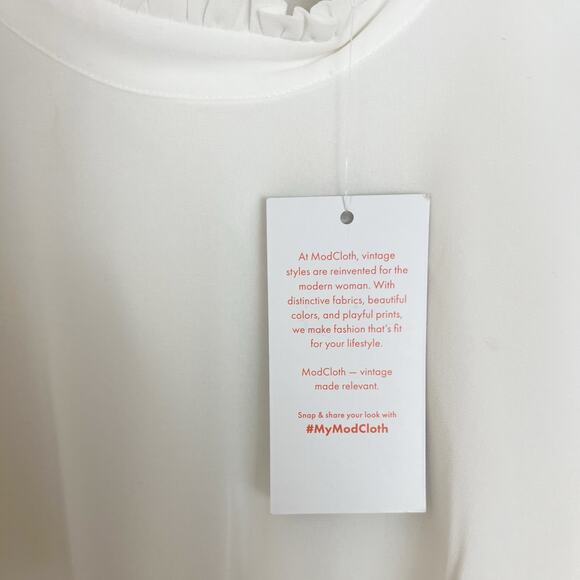 At ModCloth, vintage
styles are reinvented for the
modern woman. With
distinctive fabrics, beautiful
colors, and playful prints,
we make fashion that's fit
for your lifestyle.
ModCloth — vintage
made relevant.
Snap & share your look with
#MyModCloth